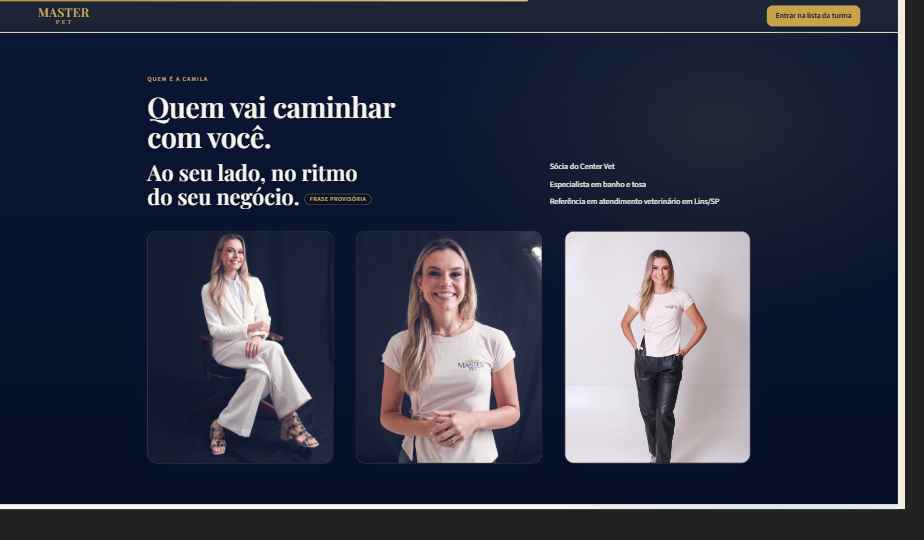 MASTER
PET
Entrar na lista da turma
QUEM É A CAMILA
Quem vai caminhar
com você.
Ao seu lado, no ritmo
do seu negócio. FRASE PROVISÓRIA
Sócia do Center Vet
Especialista em banho e tosa
Referência em atendimento veterinário em Lins/SP
MASTER
PET